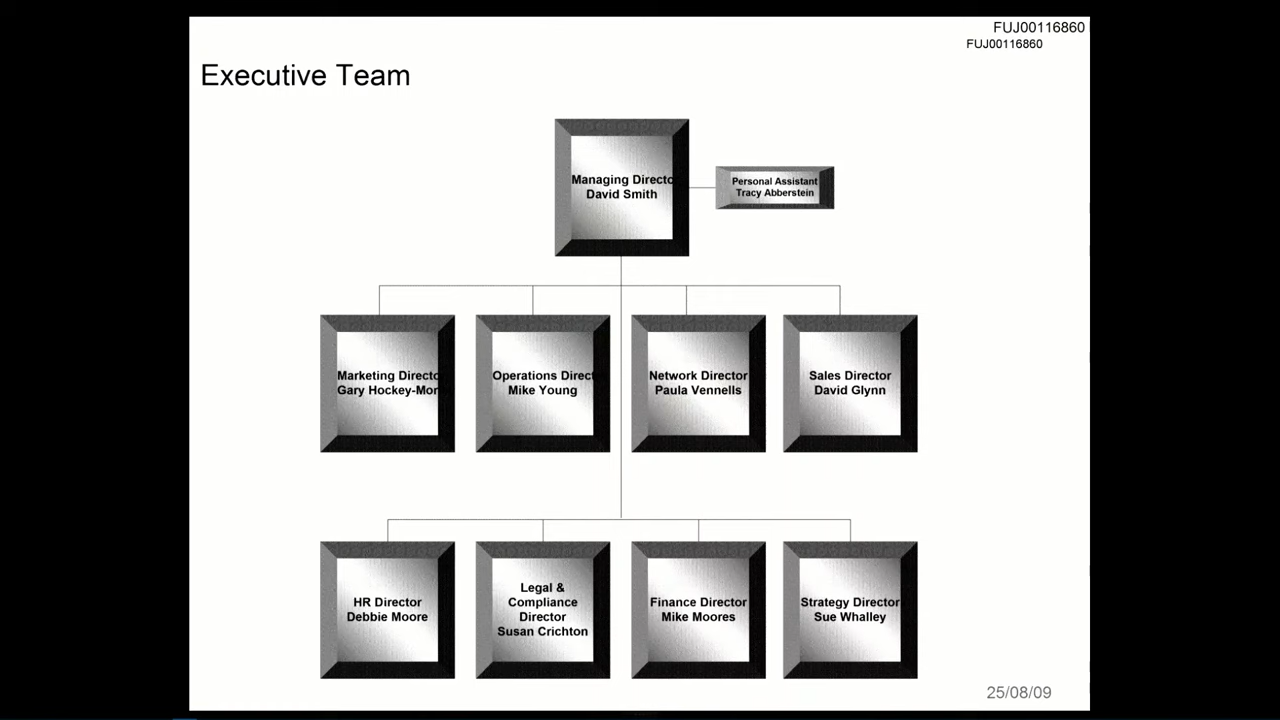 FUJ00116860
FUJ00116860
Executive Team
Managing Directo
David Smith
Personal Assistant
Tracy Abberstein
Marketing Directo
Gary Hockey-Mor
Operations Direct
Mike Young
Network Director
Paula Vennells
Sales Director
David Glynn
HR Director
Debbie Moore
Legal &
Compliance
Director
Susan Crichton
Finance Director
Mike Moores
Strategy Director
Sue Whalley
25/08/09